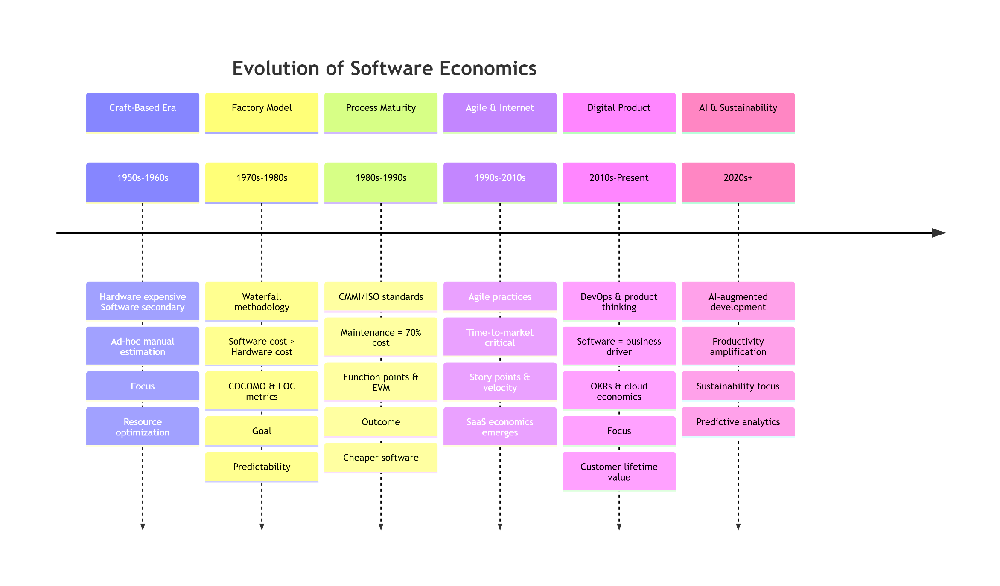 Evolution of Software Economics
Craft-Based Era
Factory Model
Process Maturity
Agile & Internet
Digital Product
AI & Sustainability
1950s-1960s
1970s-1980s
1980s-1990s
1990s-2010s
2010s-Present
2020s+
Hardware expensive
Software secondary
Ad-hoc manual
estimation
Focus
Resource
optimization
Waterfall
methodology
Software cost >
Hardware cost
COCOMO & LOC
metrics
Goal
Predictability
CMMI/ISO standards
Maintenance = 70%
cost
Function points &
EVM
Outcome
Cheaper software
Agile practices
Time-to-market
critical
Story points &
velocity
SaaS economics
emerges
DevOps & product
thinking
Software = business
driver
OKRs & cloud
economics
Focus
Customer lifetime
value
AI-augmented
development
Productivity
amplification
Sustainability focus
Predictive analytics